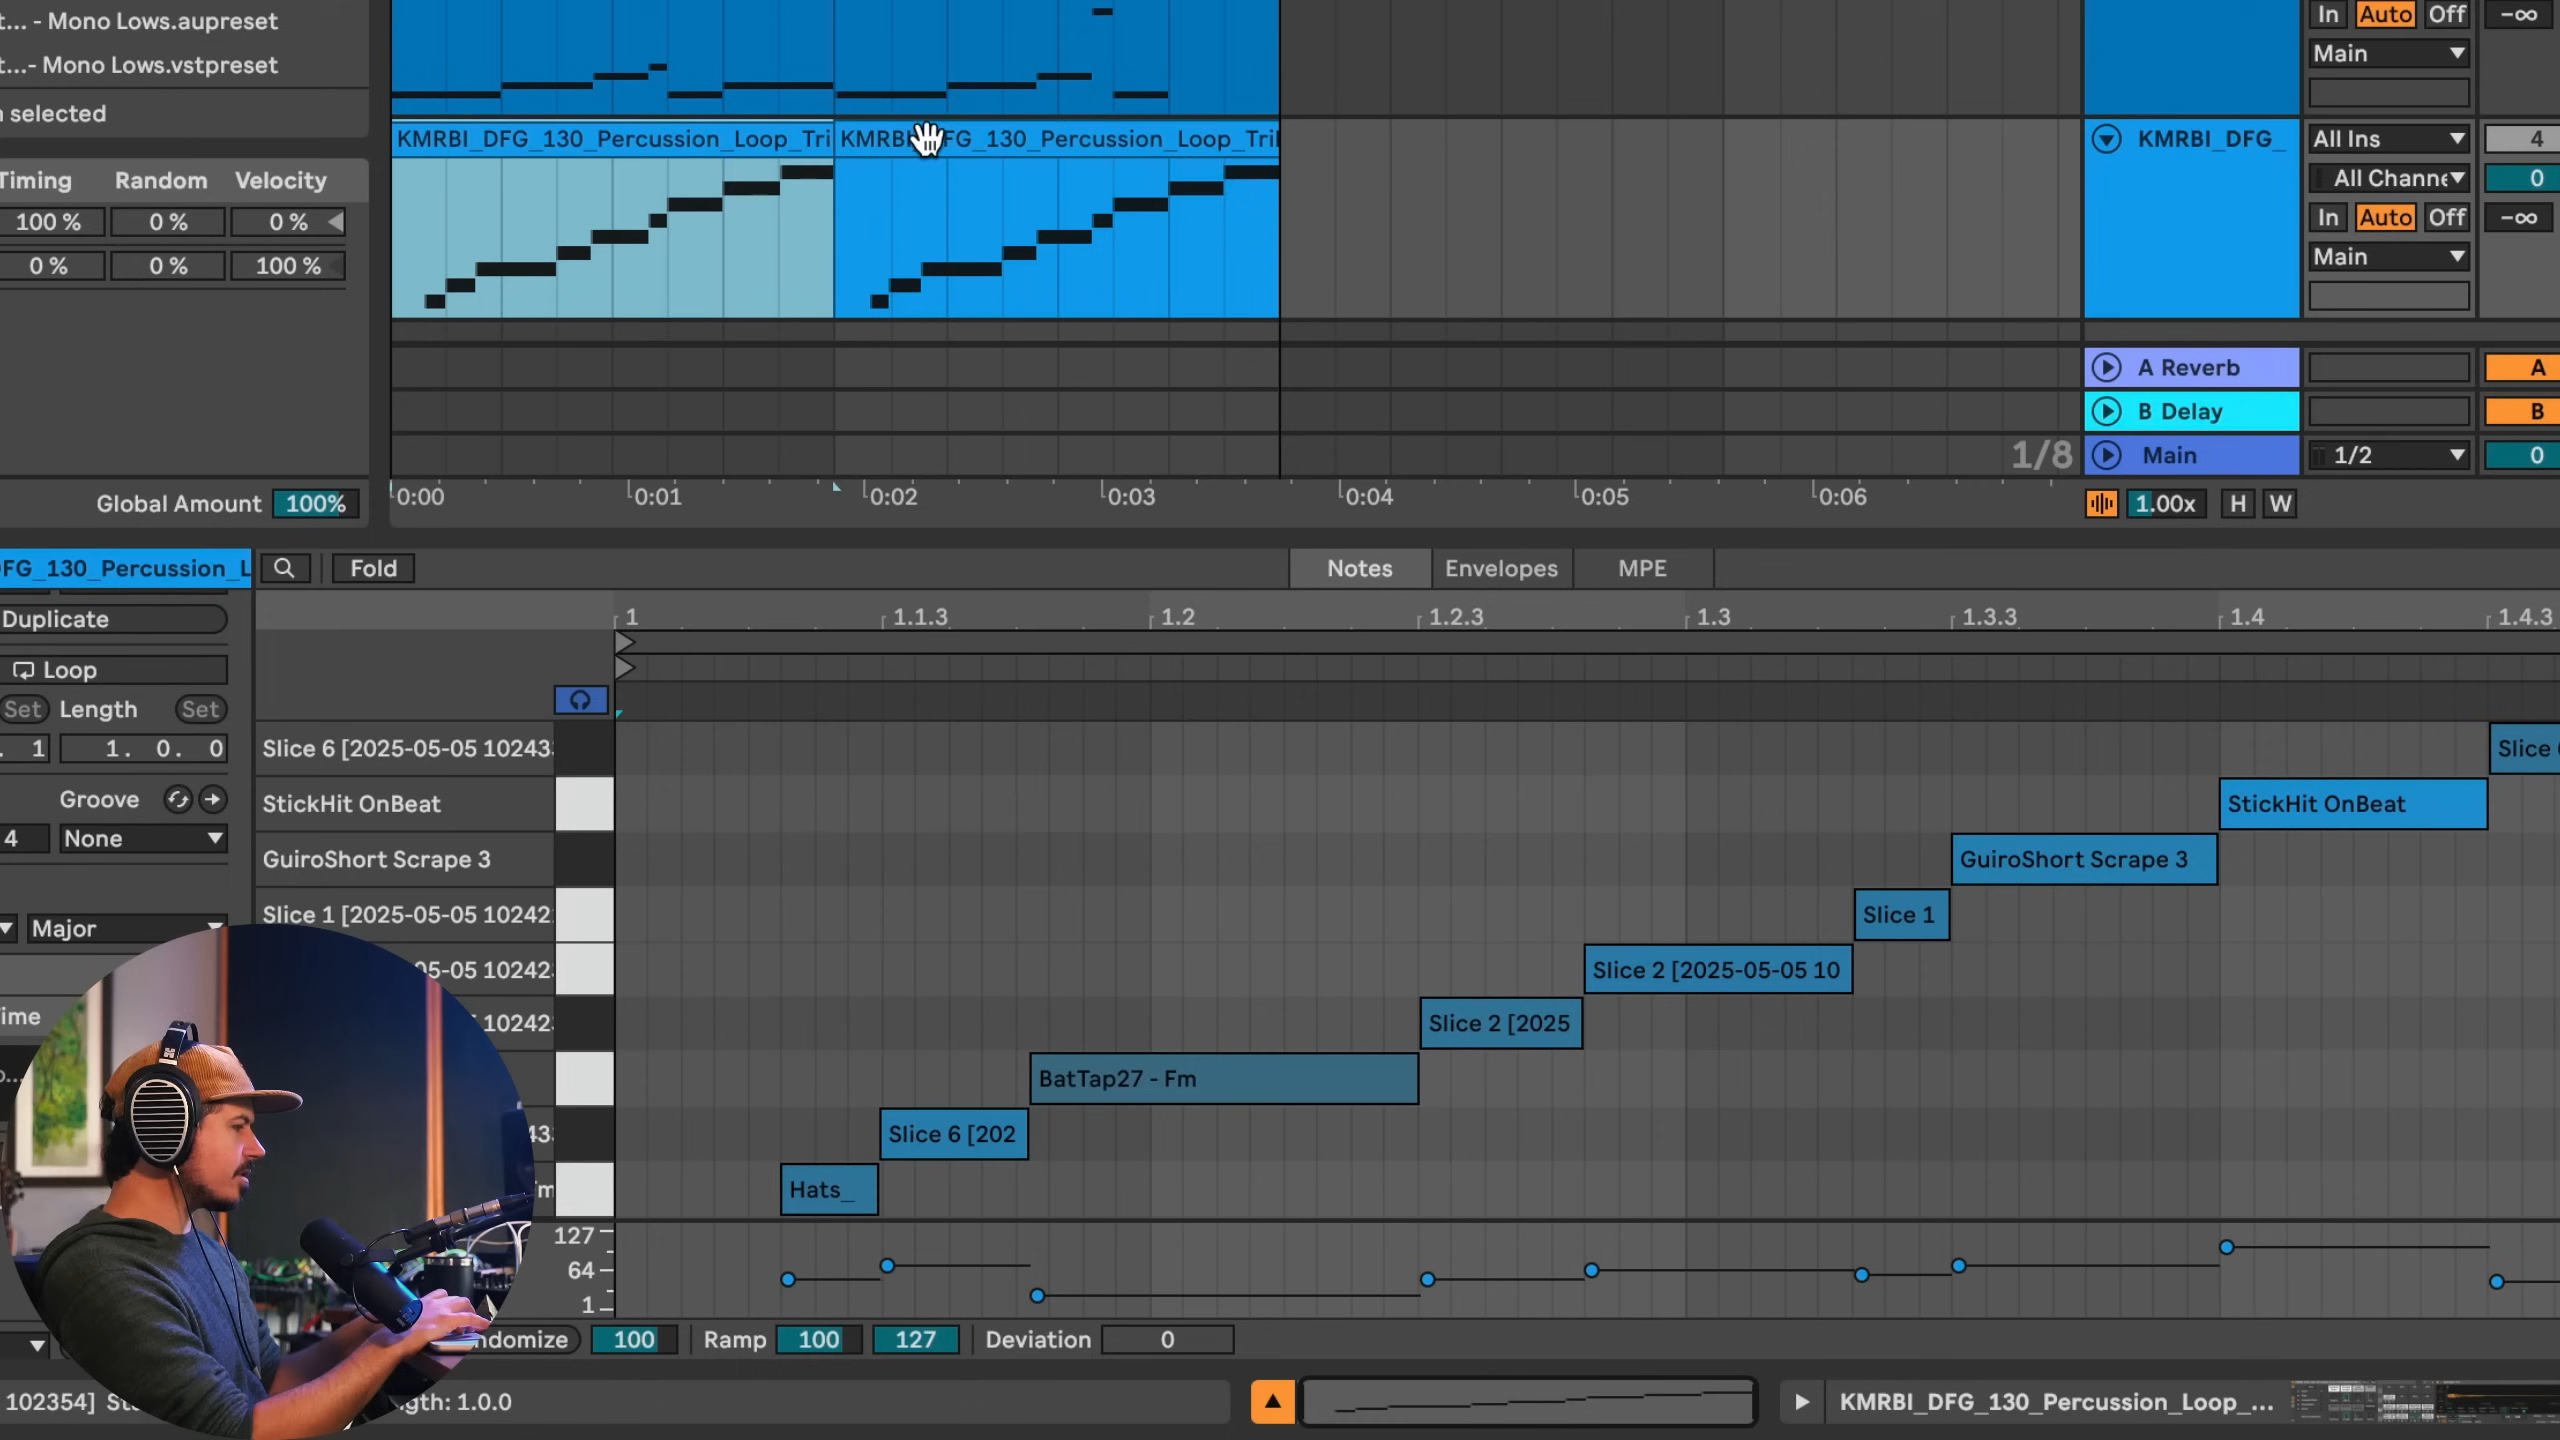 t... - Mono Lows.aupreset
t...- Mono Lows.vstpreset
selected
Timing Random Velocity
100 % 0 % 0 %
0 % 0 % 100 %
Global Amount 100%
KMRBI_DFG_130_Percussion_Loop_Tri KMRBI FG_130_Percussion_Loop_Tri
1/8
0:00 0:01 0:02 0:03 0:04 0:05 0:06
In Auto Off -∞
Main
KMRBI_DFG_ All Ins 4
All Channe 0
In Auto Off -∞
Main
A Reverb A
B Delay B
Main 1/2 0
1.00x H W
FG_130_Percussion_L Fold Notes Envelopes MPE
Duplicate
Loop
Set Length Set
. 1 1. 0. 0
Groove
4 None
Major
ime
1 1.1.3 1.2 1.2.3 1.3 1.3.3 1.4 1.4.3
Slice 6 [2025-05-05 10243 Slice
StickHit OnBeat StickHit OnBeat
GuiroShort Scrape 3 GuiroShort Scrape 3
Slice 1 [2025-05-05 10242 Slice 1
05-05 10242 Slice 2 [2025-05-05 10
10242 Slice 2 [2025
BatTap27 - Fm
Slice 6 [202
Hats_
127
64
1
ndomize 100 Ramp 100 127 Deviation 0
102354] gth: 1.0.0 KMRBI_DFG_130_Percussion_Loop_...